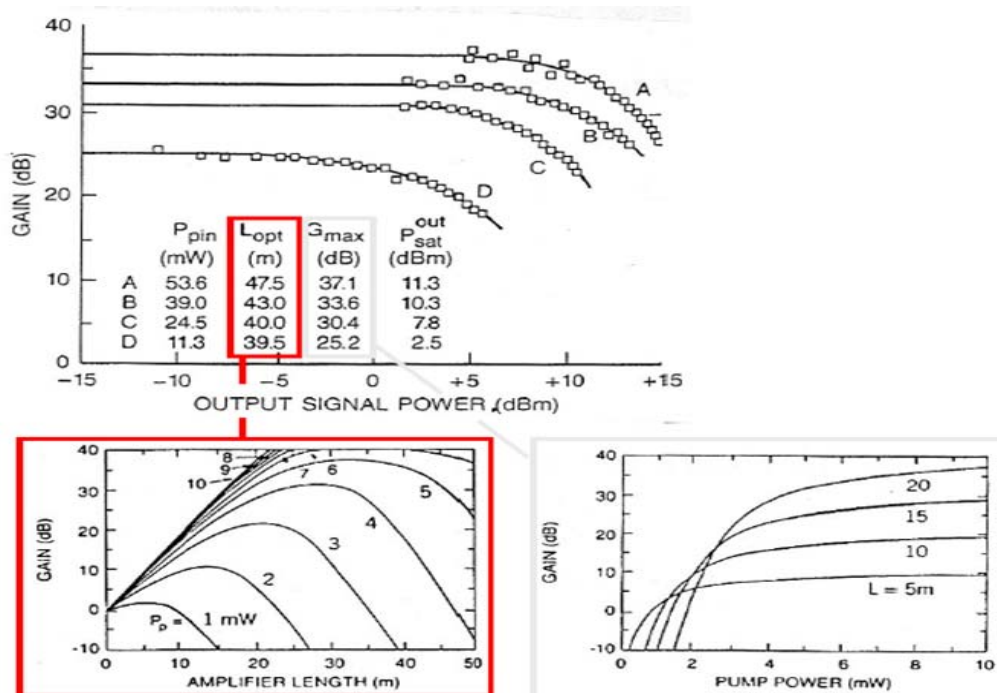 40
30
20
10
0
GAIN (dB)
A
B
C
D
P_pin L_opt G_max P_sat^out
(mW) (m) (dB) (dBm)
A 53.6 47.5 37.1 11.3
B 39.0 43.0 33.6 10.3
C 24.5 40.0 30.4 7.8
D 11.3 39.5 25.2 2.5
-15 -10 -5 0 +5 +10 +15
OUTPUT SIGNAL POWER (dBm)
40
30
20
10
0
-10
GAIN (dB)
8
9
10
7
6
5
4
3
2
P_p = 1 mW
0 10 20 30 40 50
AMPLIFIER LENGTH (m)
40
30
20
10
0
-10
GAIN (dB)
20
15
10
L = 5m
0 2 4 6 8 10
PUMP POWER (mW)